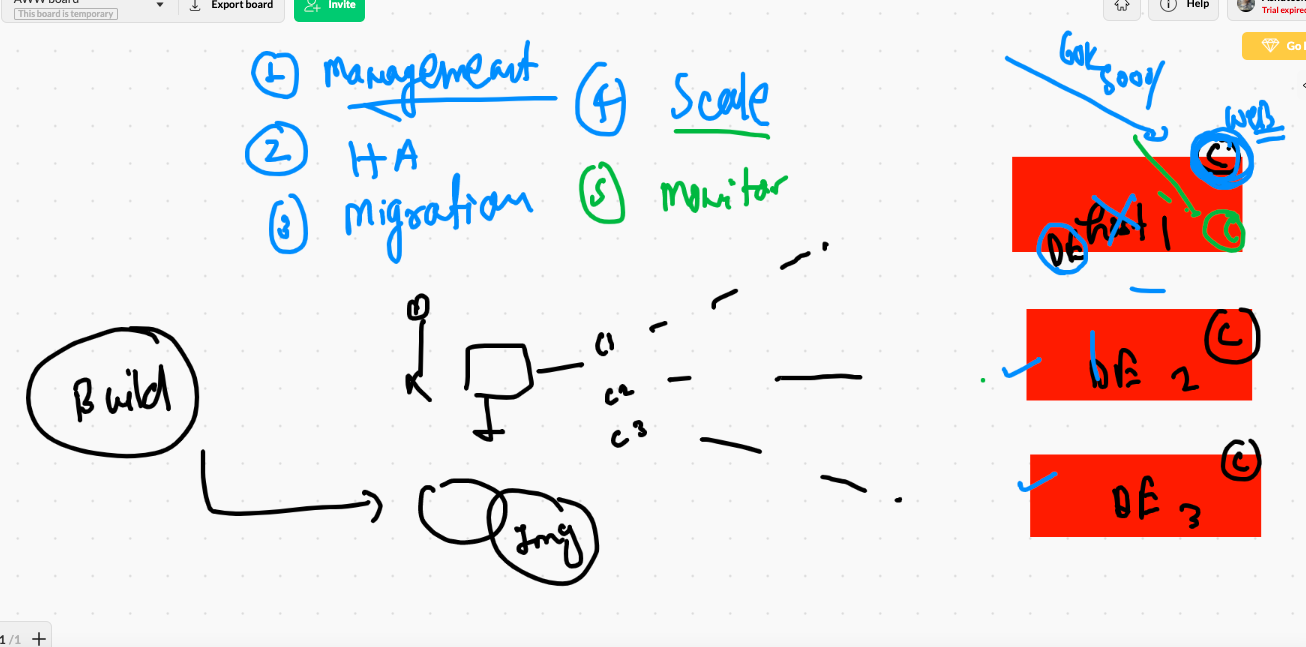 AWW board
This board is temporary
Export board
Invite
Help
Trial expired
Go
1 Management
2 HA
3 Migration
4 Scale
5 Monitor
60K
8001
WEB
C
C
DE
Host 1
D
K
C1
C2
C3
C
DE 2
C
DE 3
Build
Img
1/1